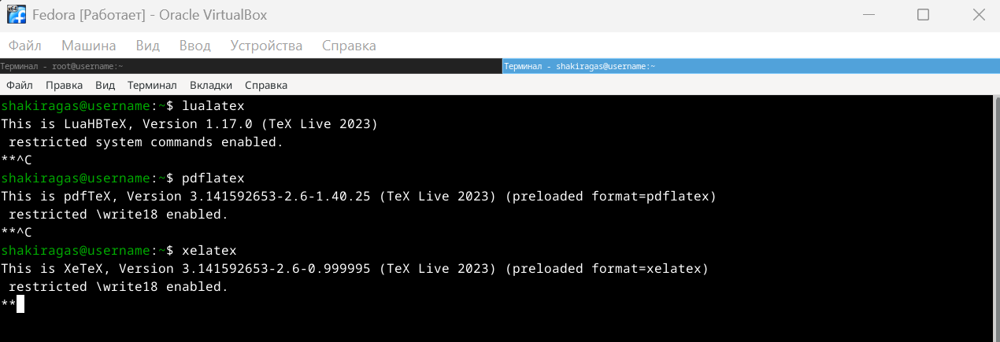 Fedora [Работает] - Oracle VirtualBox
Файл Машина Вид Ввод Устройства Справка
Терминал - root@username:~ Терминал - shakiragas@username:~
Файл Правка Вид Терминал Вкладки Справка
shakiragas@username:~$ lualatex
This is LuaHBTeX, Version 1.17.0 (TeX Live 2023)
 restricted system commands enabled.
**^C
shakiragas@username:~$ pdflatex
This is pdfTeX, Version 3.141592653-2.6-1.40.25 (TeX Live 2023) (preloaded format=pdflatex)
 restricted \write18 enabled.
**^C
shakiragas@username:~$ xelatex
This is XeTeX, Version 3.141592653-2.6-0.999995 (TeX Live 2023) (preloaded format=xelatex)
 restricted \write18 enabled.
**